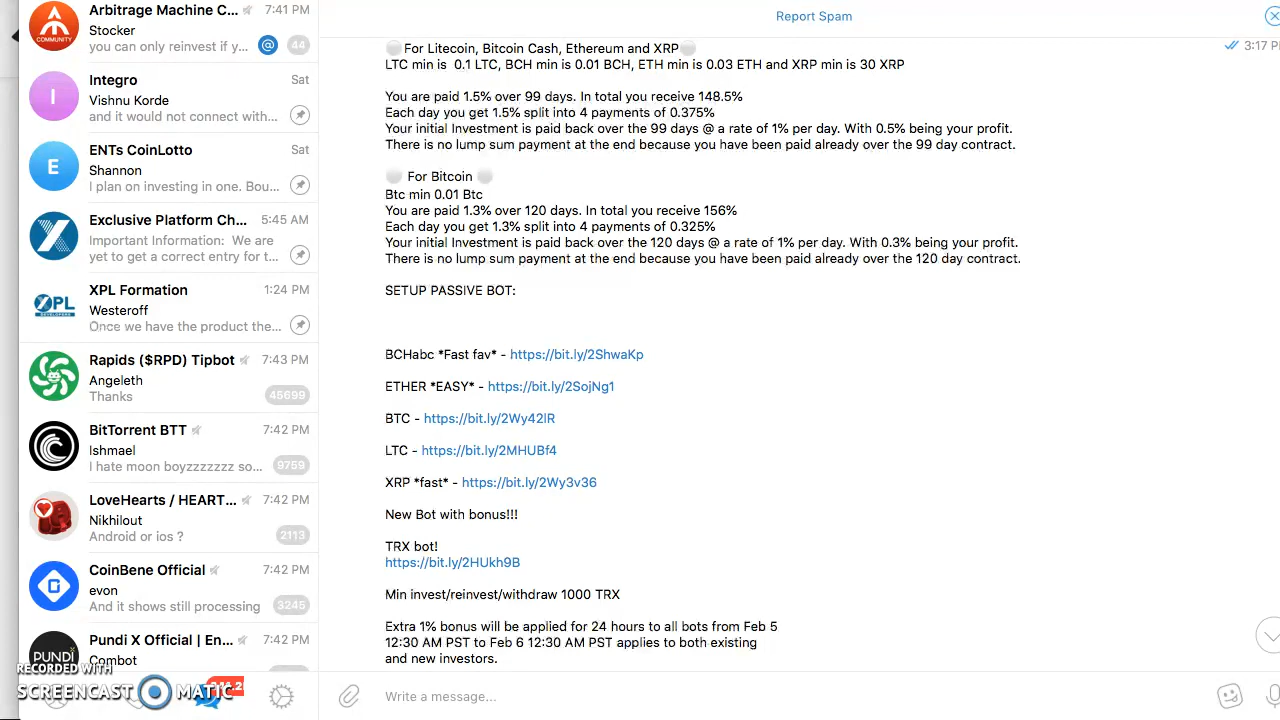 Arbitrage Machine C...
7:41 PM
Stocker
you can only reinvest if y...
@
44
Integro
Sat
Vishnu Korde
and it would not connect with...
ENTs CoinLotto
Sat
Shannon
I plan on investing in one. Bou...
Exclusive Platform Ch...
5:45 AM
Important Information: We are
yet to get a correct entry for t...
XPL Formation
1:24 PM
Westeroff
Once we have the product the...
Rapids ($RPD) Tipbot
7:43 PM
Angeleth
Thanks
45699
BitTorrent BTT
7:42 PM
Ishmael
I hate moon boyzzzzzz so...
9759
LoveHearts / HEART...
7:42 PM
Nikhilout
Android or ios ?
2113
CoinBene Official
7:42 PM
evon
And it shows still processing
3245
Pundi X Official | En...
7:40 PM
Combot
COMMUNITY
I
E
XPL
DEVELOPERS
PUNDI
RECORDED WITH
SCREENCAST MATIC
Report Spam
3:17 P
For Litecoin, Bitcoin Cash, Ethereum and XRP
LTC min is 0.1 LTC, BCH min is 0.01 BCH, ETH min is 0.03 ETH and XRP min is 30 XRP
You are paid 1.5% over 99 days. In total you receive 148.5%
Each day you get 1.5% split into 4 payments of 0.375%
Your initial Investment is paid back over the 99 days @ a rate of 1% per day. With 0.5% being your profit.
There is no lump sum payment at the end because you have been paid already over the 99 day contract.
For Bitcoin
Btc min 0.01 Btc
You are paid 1.3% over 120 days. In total you receive 156%
Each day you get 1.3% split into 4 payments of 0.325%
Your initial Investment is paid back over the 120 days @ a rate of 1% per day. With 0.3% being your profit.
There is no lump sum payment at the end because you have been paid already over the 120 day contract.
SETUP PASSIVE BOT:
BCHabc *Fast fav* - https://bit.ly/2ShwaKp
ETHER *EASY* - https://bit.ly/2SojNg1
BTC - https://bit.ly/2Wy42lR
LTC - https://bit.ly/2MHUBf4
XRP *fast* - https://bit.ly/2Wy3v36
New Bot with bonus!!!
TRX bot!
https://bit.ly/2HUkh9B
Min invest/reinvest/withdraw 1000 TRX
Extra 1% bonus will be applied for 24 hours to all bots from Feb 5
12:30 AM PST to Feb 6 12:30 AM PST applies to both existing
and new investors.
Write a message...